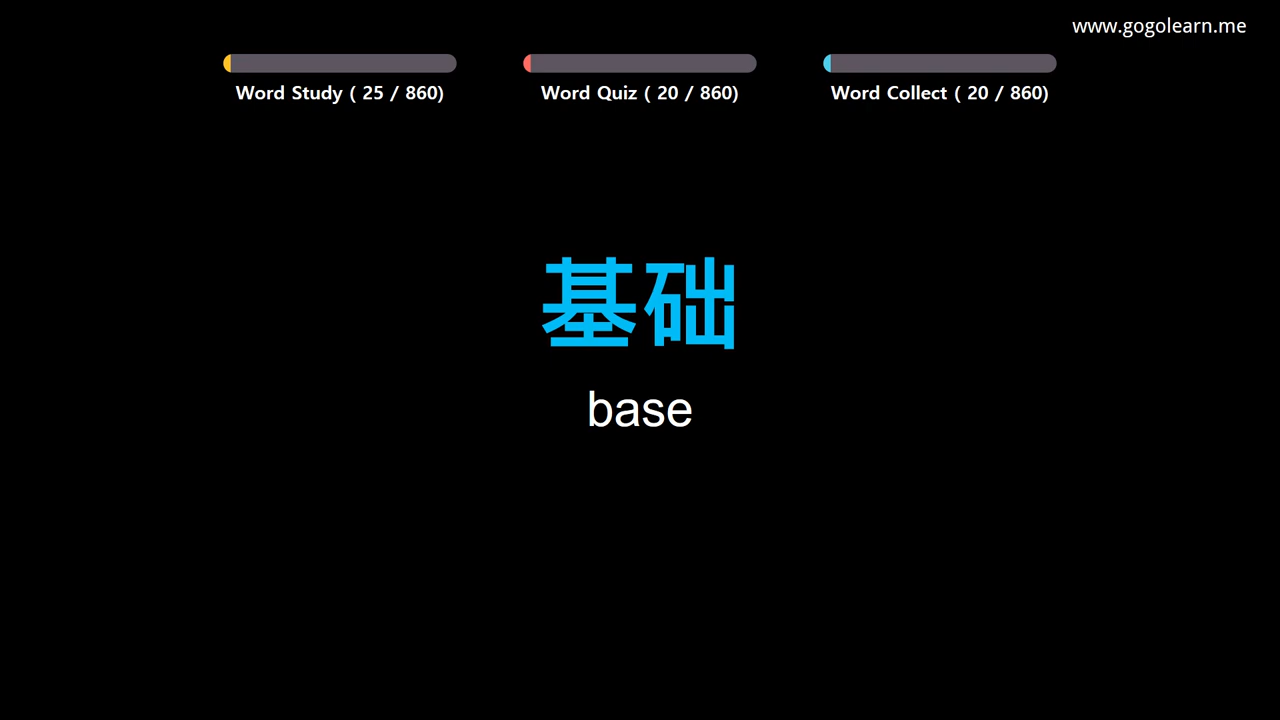 www.gogolearn.me
Word Study ( 25 / 860)
Word Quiz ( 20 / 860)
Word Collect ( 20 / 860)
基础
base